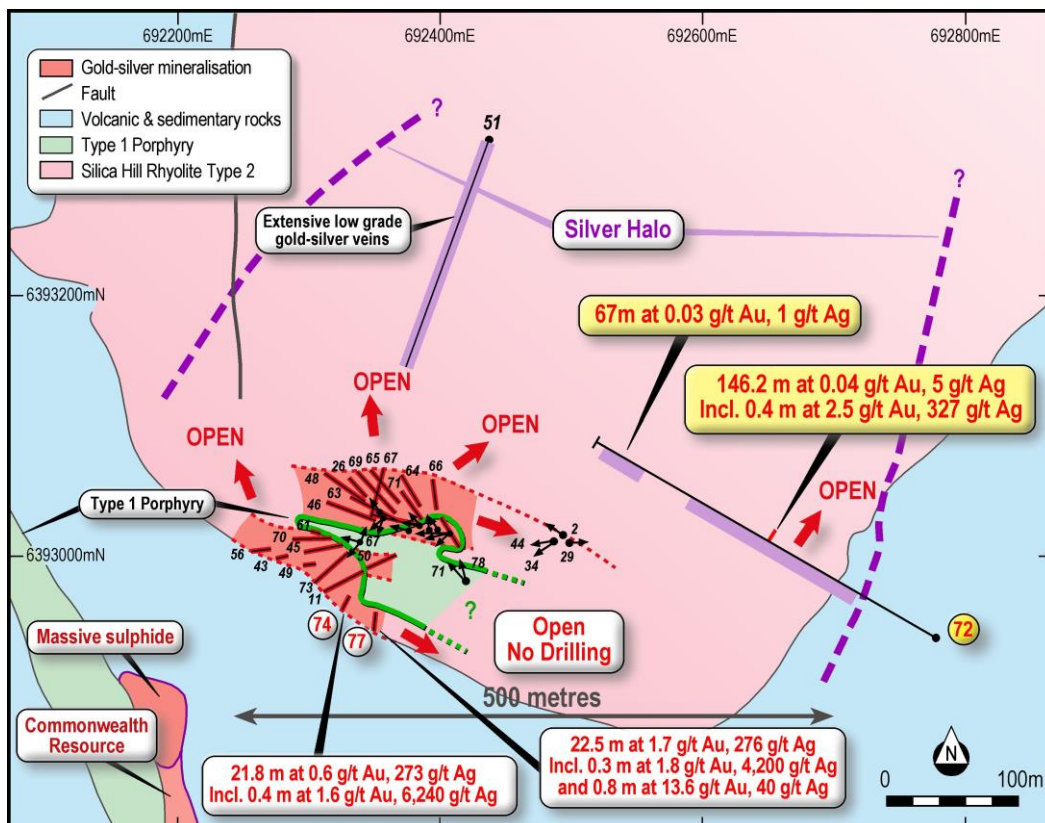 692200mE
692400mE
692600mE
692800mE
Gold-silver mineralisation
Fault
Volcanic & sedimentary rocks
Type 1 Porphyry
Silica Hill Rhyolite Type 2
?
51
?
Extensive low grade
gold-silver veins
Silver Halo
6393200mN
67m at 0.03 g/t Au, 1 g/t Ag
146.2 m at 0.04 g/t Au, 5 g/t Ag
Incl. 0.4 m at 2.5 g/t Au, 327 g/t Ag
OPEN
OPEN
OPEN
OPEN
26
69
65
67
64
66
48
63
71
46
Type 1 Porphyry
61
70
67
2
44
6393000mN
56
45
50
34
29
43
49
71
78
73
11
?
74
77
Open
No Drilling
72
Massive sulphide
Commonwealth
Resource
500 metres
21.8 m at 0.6 g/t Au, 273 g/t Ag
Incl. 0.4 m at 1.6 g/t Au, 6,240 g/t Ag
22.5 m at 1.7 g/t Au, 276 g/t Ag
Incl. 0.3 m at 1.8 g/t Au, 4,200 g/t Ag
and 0.8 m at 13.6 g/t Au, 40 g/t Ag
N
0
100m